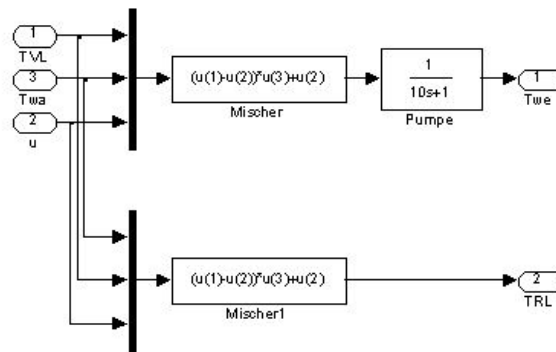 1
TVL
3
Twa
2
u
(u(1)-u(2))*u(3)+u(2)
Mischer
1
10s+1
Pumpe
1
Twe
(u(1)-u(2))*u(3)+u(2)
Mischer1
2
TRL